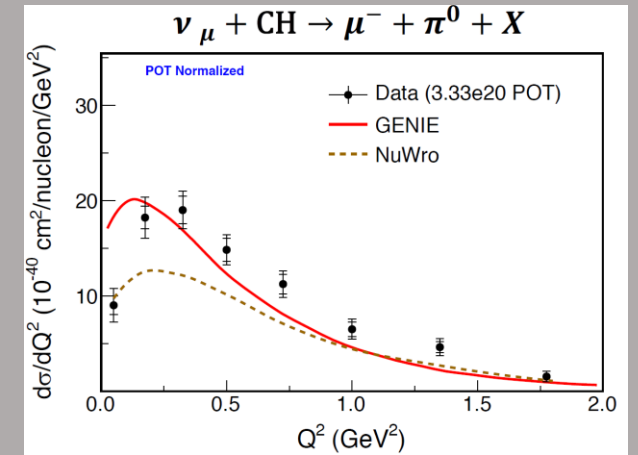 ν μ + CH → μ⁻ + π⁰ + X
POT Normalized
Data (3.33e20 POT)
GENIE
NuWro
30
20
10
0.0 0.5 1.0 1.5 2.0
dσ/dQ² (10⁻⁴⁰ cm²/nucleon/GeV²)
Q² (GeV²)